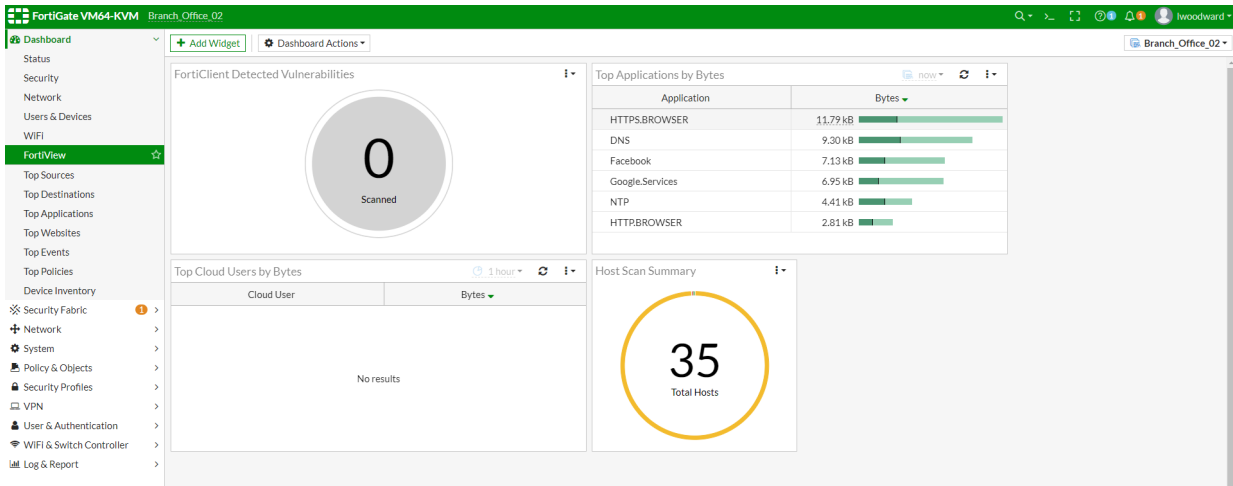 FortiGate VM64-KVM Branch_Office_02
1 1 lwoodward
Dashboard
Status
Security
Network
Users & Devices
WiFi
FortiView
Top Sources
Top Destinations
Top Applications
Top Websites
Top Events
Top Policies
Device Inventory
Security Fabric 1
Network
System
Policy & Objects
Security Profiles
VPN
User & Authentication
WiFi & Switch Controller
Log & Report
+ Add Widget Dashboard Actions Branch_Office_02
FortiClient Detected Vulnerabilities
0
Scanned
Top Applications by Bytes now
Application Bytes
HTTPS.BROWSER 11.79 kB
DNS 9.30 kB
Facebook 7.13 kB
Google.Services 6.95 kB
NTP 4.41 kB
HTTP.BROWSER 2.81 kB
Top Cloud Users by Bytes 1 hour
Cloud User Bytes
No results
Host Scan Summary
35
Total Hosts